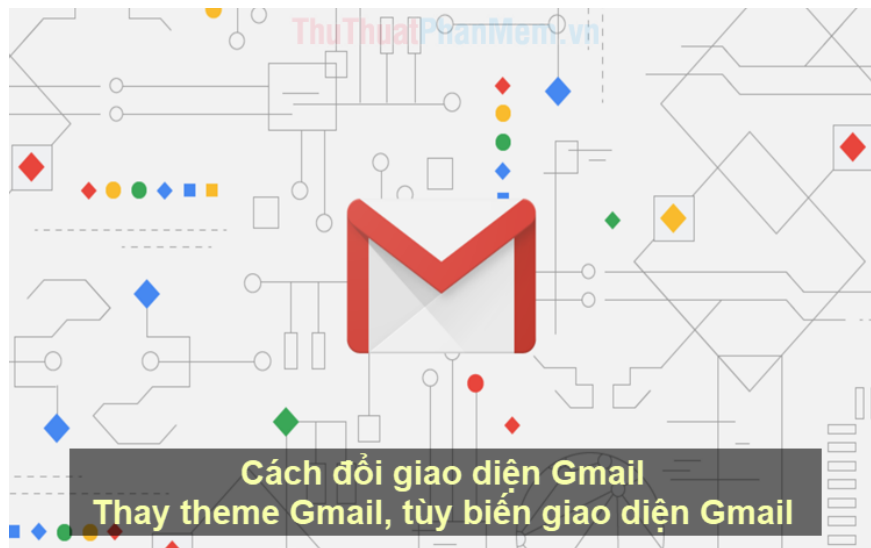 ThuThuatPhanMem.vn
Cách đổi giao diện Gmail
Thay theme Gmail, tùy biến giao diện Gmail